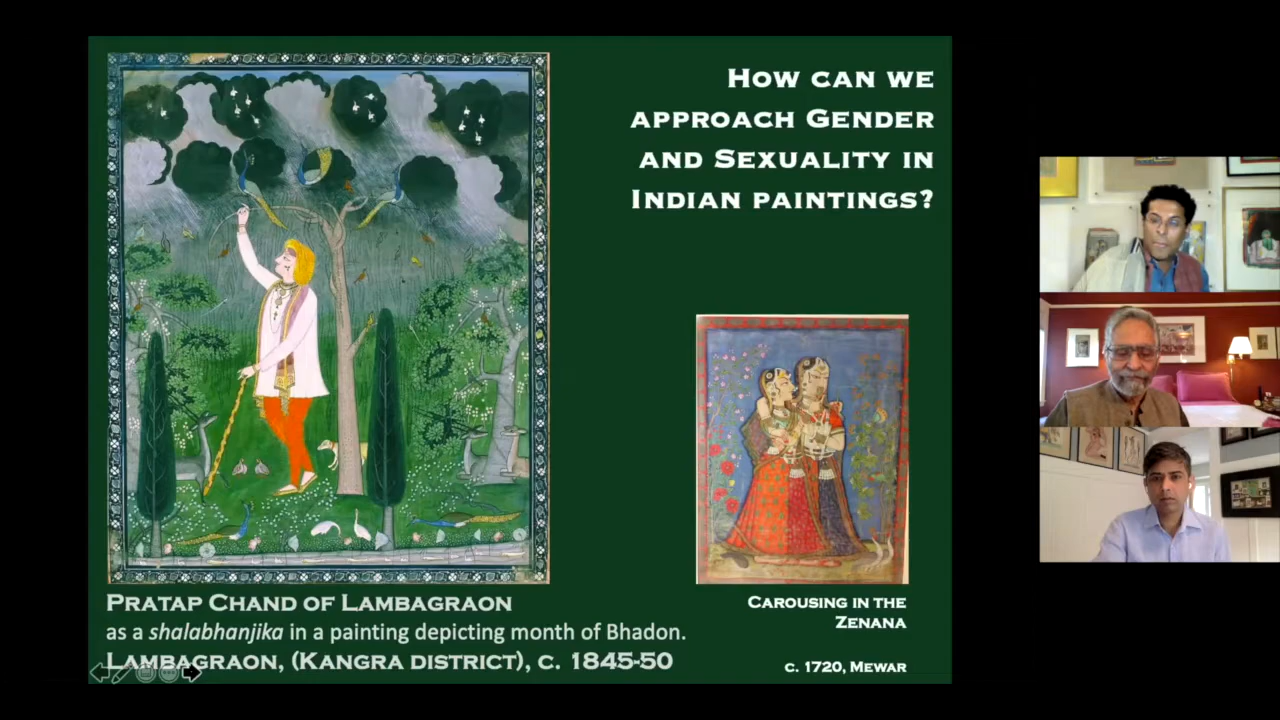 How can we
approach Gender
and Sexuality in
Indian paintings?
Pratap Chand of Lambagraon
as a shalabhanjika in a painting depicting month of Bhadon.
Lambagraon, (Kangra district), c. 1845-50
Carousing in the
Zenana
c. 1720, Mewar